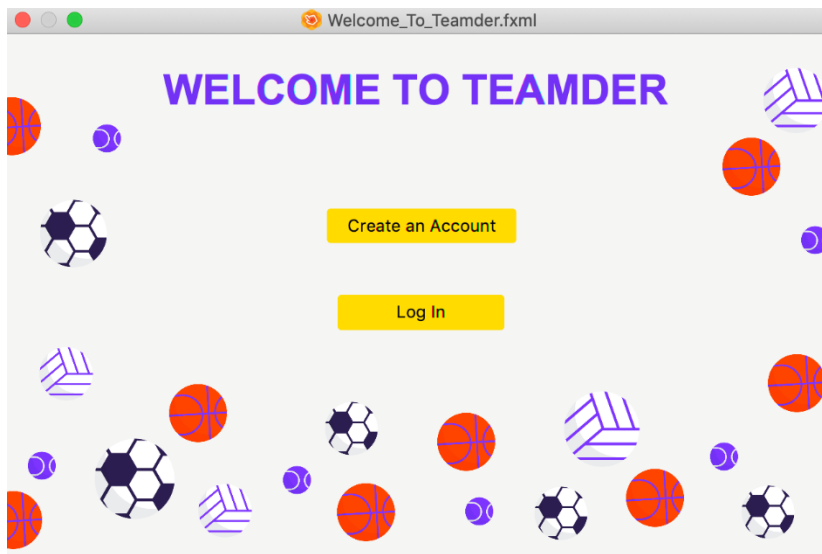 Welcome_To_Teamder.fxml
WELCOME TO TEAMDER
Create an Account
Log In